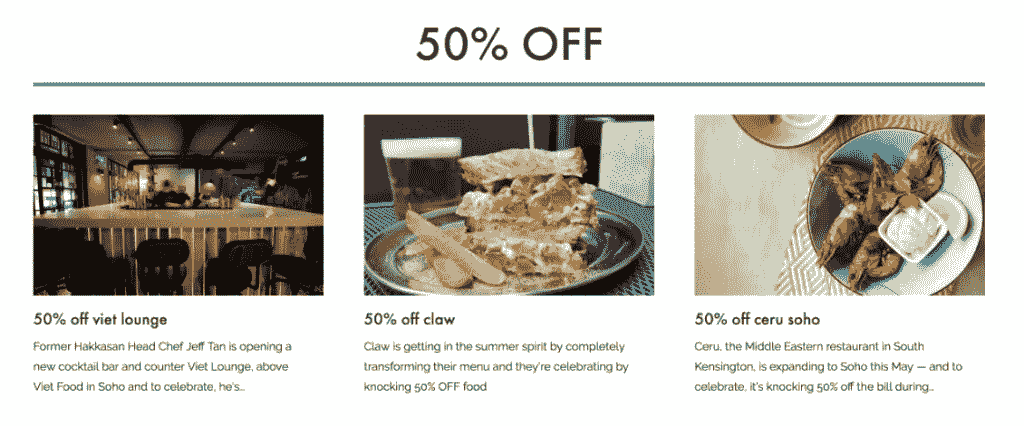 50% OFF
50% off viet lounge
Former Hakkasan Head Chef Jeff Tan is opening a
new cocktail bar and counter Viet Lounge, above
Viet Food in Soho and to celebrate, he's...
50% off claw
Claw is getting in the summer spirit by completely
transforming their menu and they're celebrating by
knocking 50% OFF food
50% off ceru soho
Ceru, the Middle Eastern restaurant in South
Kensington, is expanding to Soho this May — and to
celebrate, it's knocking 50% off the bill during...